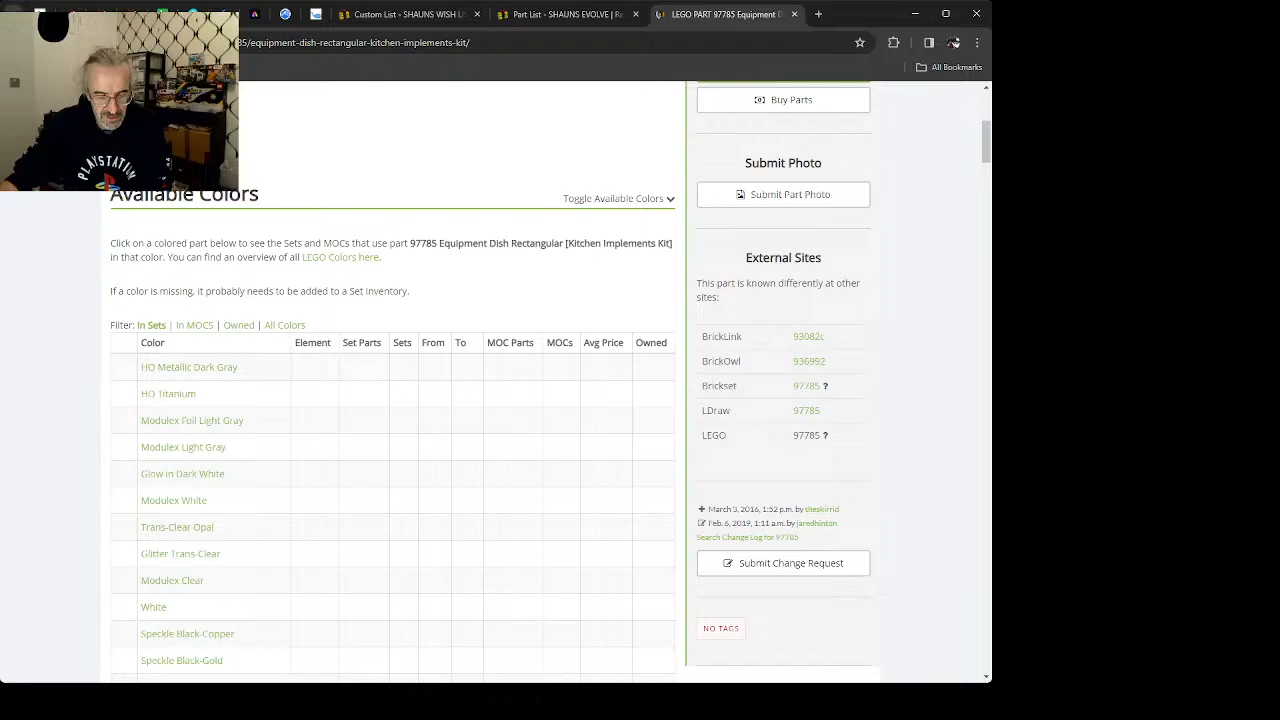 Custom List - SHAUNS WISH L
Part List - SHAUNS EVOLVE | Re
LEGO PART 97785 Equipment D
85/equipment-dish-rectangular-kitchen-implements-kit/
All Bookmarks
PLAYSTATION
Buy Parts
Submit Photo
Submit Part Photo
Available Colors
Toggle Available Colors
Click on a colored part below to see the Sets and MOCs that use part 97785 Equipment Dish Rectangular [Kitchen Implements Kit]
in that color. You can find an overview of all LEGO Colors here.
If a color is missing, it probably needs to be added to a Set Inventory.
Filter: In Sets | In MOCS | Owned | All Colors
Color Element Set Parts Sets From To MOC Parts MOCs Avg Price Owned
HO Metallic Dark Gray
HO Titanium
Modulex Foil Light Gray
Modulex Light Gray
Glow in Dark White
Modulex White
Trans-Clear Opal
Glitter Trans-Clear
Modulex Clear
White
Speckle Black-Copper
Speckle Black-Gold
External Sites
This part is known differently at other
sites:
BrickLink 93082c
BrickOwl 936992
Brickset 97785 ?
LDraw 97785
LEGO 97785 ?
March 3, 2016, 1:52 p.m. by theskirrid
Feb. 6, 2019, 1:11 a.m. by jaredhinton
Search Change Log for 97785
Submit Change Request
NO TAGS